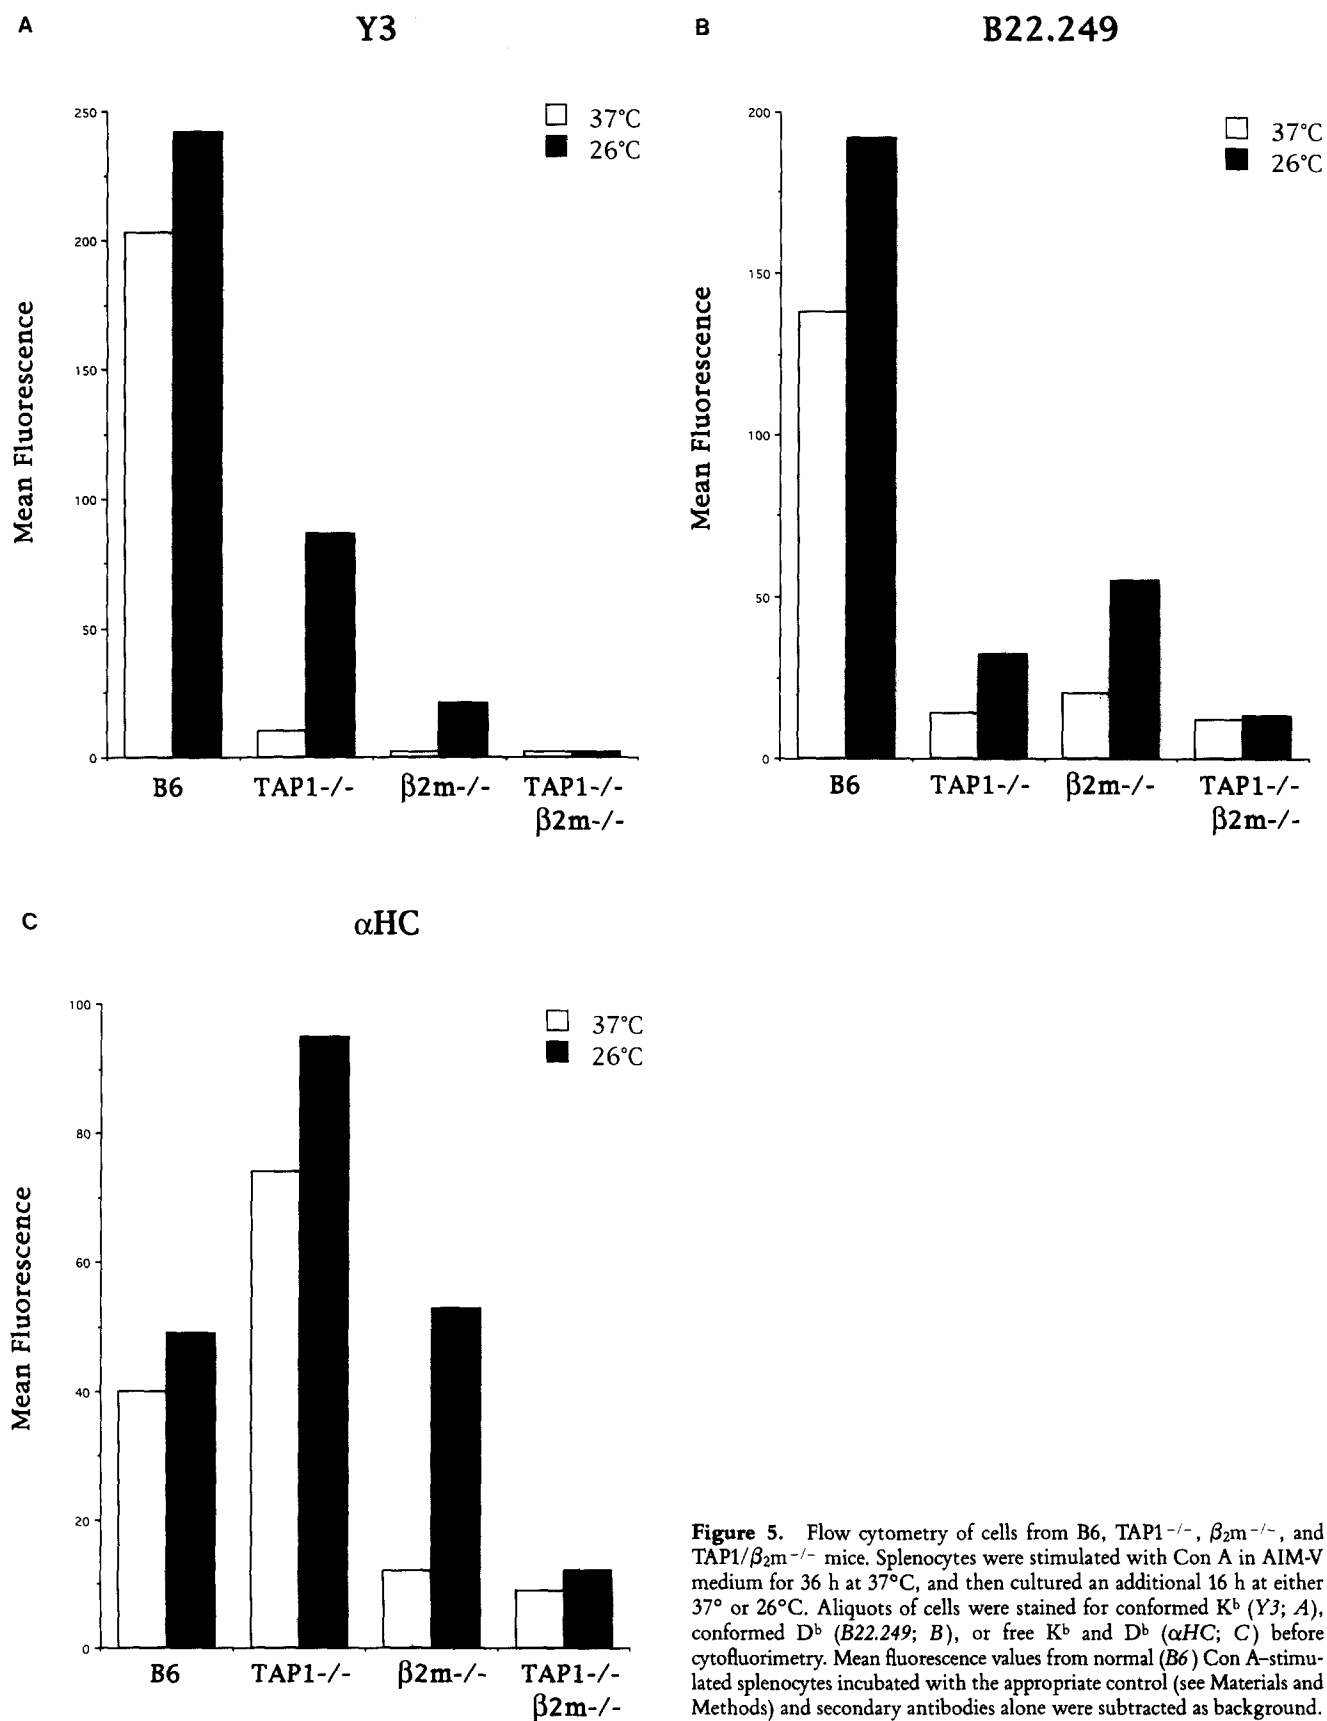 A
Y3
250
200
150
100
50
0
Mean Fluorescence
37°C
26°C
B6
TAP1-/-
β2m-/-
TAP1-/-
β2m-/-
B
B22.249
200
150
100
50
0
Mean Fluorescence
37°C
26°C
B6
TAP1-/-
β2m-/-
TAP1-/-
β2m-/-
C
αHC
100
80
60
40
20
0
Mean Fluorescence
37°C
26°C
B6
TAP1-/-
β2m-/-
TAP1-/-
β2m-/-
Figure 5. Flow cytometry of cells from B6, TAP1⁻/⁻, β₂m⁻/⁻, and
TAP1/β₂m⁻/⁻ mice. Splenocytes were stimulated with Con A in AIM-V
medium for 36 h at 37°C, and then cultured an additional 16 h at either
37° or 26°C. Aliquots of cells were stained for conformed Kᵇ (Y3; A),
conformed Dᵇ (B22.249; B), or free Kᵇ and Dᵇ (αHC; C) before
cytofluorimetry. Mean fluorescence values from normal (B6) Con A–stimu-
lated splenocytes incubated with the appropriate control (see Materials and
Methods) and secondary antibodies alone were subtracted as background.